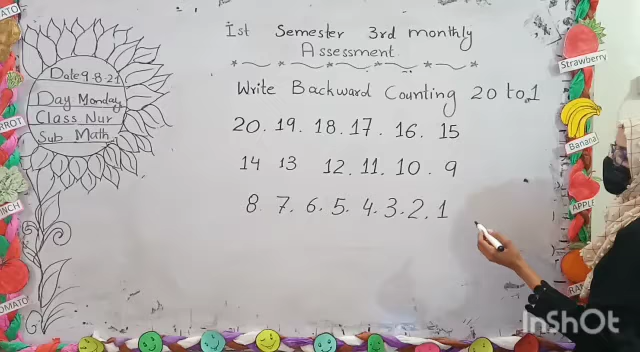 Ist Semester 3rd monthly
Assessment
Date 9-8-21
Day Monday
Class Nur
Sub Math
Write Backward Counting 20 to 1
20. 19. 18. 17. 16. 15
14 13 12. 11. 10. 9
8 7. 6. 5. 4. 3. 2. 1
Strawberry
Banana
APPLE
InShOt